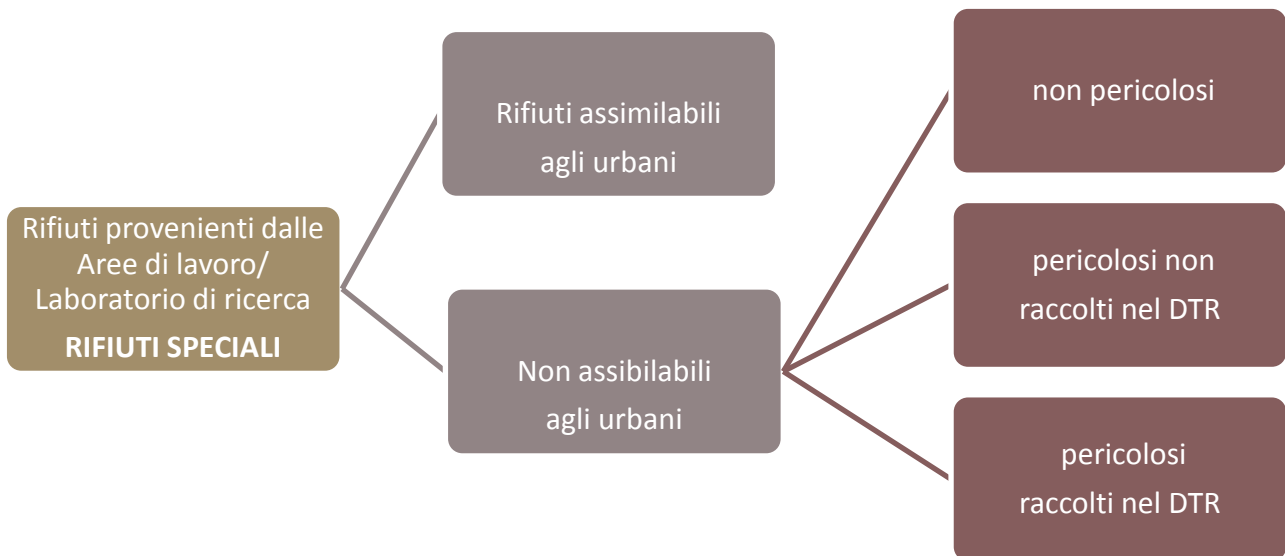 Rifiuti provenienti dalle
Aree di lavoro/
Laboratorio di ricerca
RIFIUTI SPECIALI
Rifiuti assimilabili
agli urbani
Non assibilabili
agli urbani
non pericolosi
pericolosi non
raccolti nel DTR
pericolosi
raccolti nel DTR